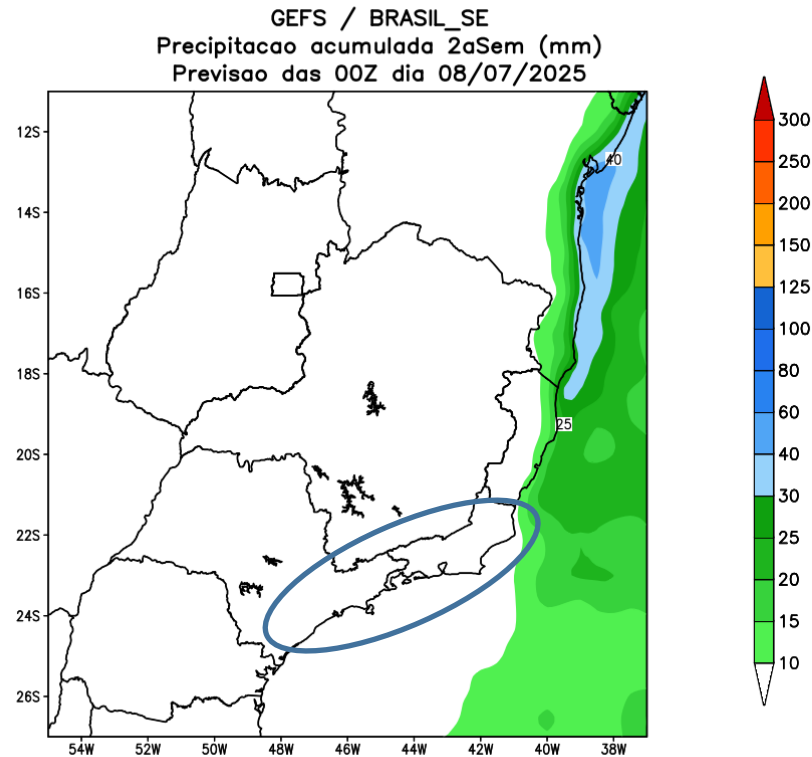 GEFS / BRASIL_SE
Precipitacao acumulada 2aSem (mm)
Previsao das 00Z dia 08/07/2025
12S
14S
16S
18S
20S
22S
24S
26S
54W
52W
50W
48W
46W
44W
42W
40W
38W
40
25
300
250
200
150
125
100
80
60
40
30
25
20
15
10